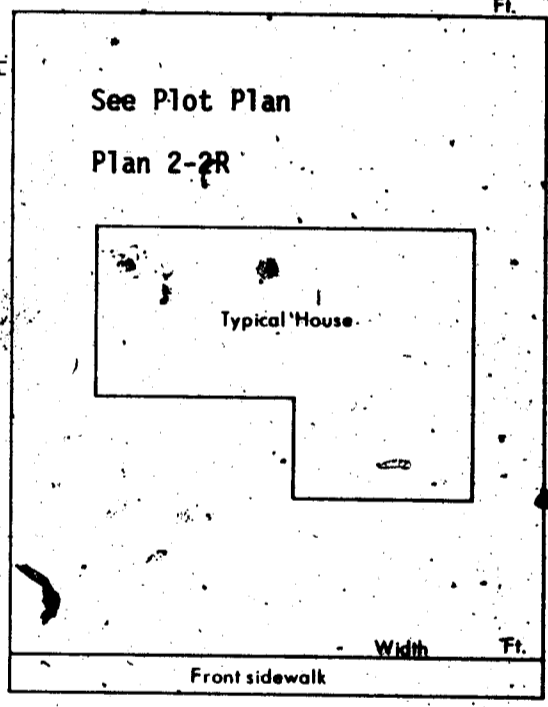 Ft.
See Plot Plan
Plan 2-2R
Typical House
Width Ft.
Front sidewalk